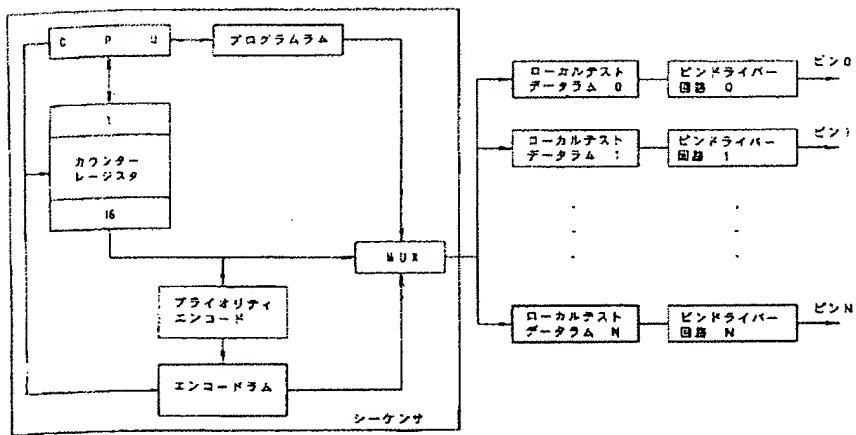 CPU
プログラムラム
1
カウンター
レージスタ
16
プライオリティ
エンコード
エンコードラム
MUX
シーケンサ
ローカルテスト
データラム 0
ピンドライバー
回路 0
ピン0
ローカルテスト
データラム 1
ピンドライバー
回路 1
ピン1
ローカルテスト
データラム N
ピンドライバー
回路 N
ピンN